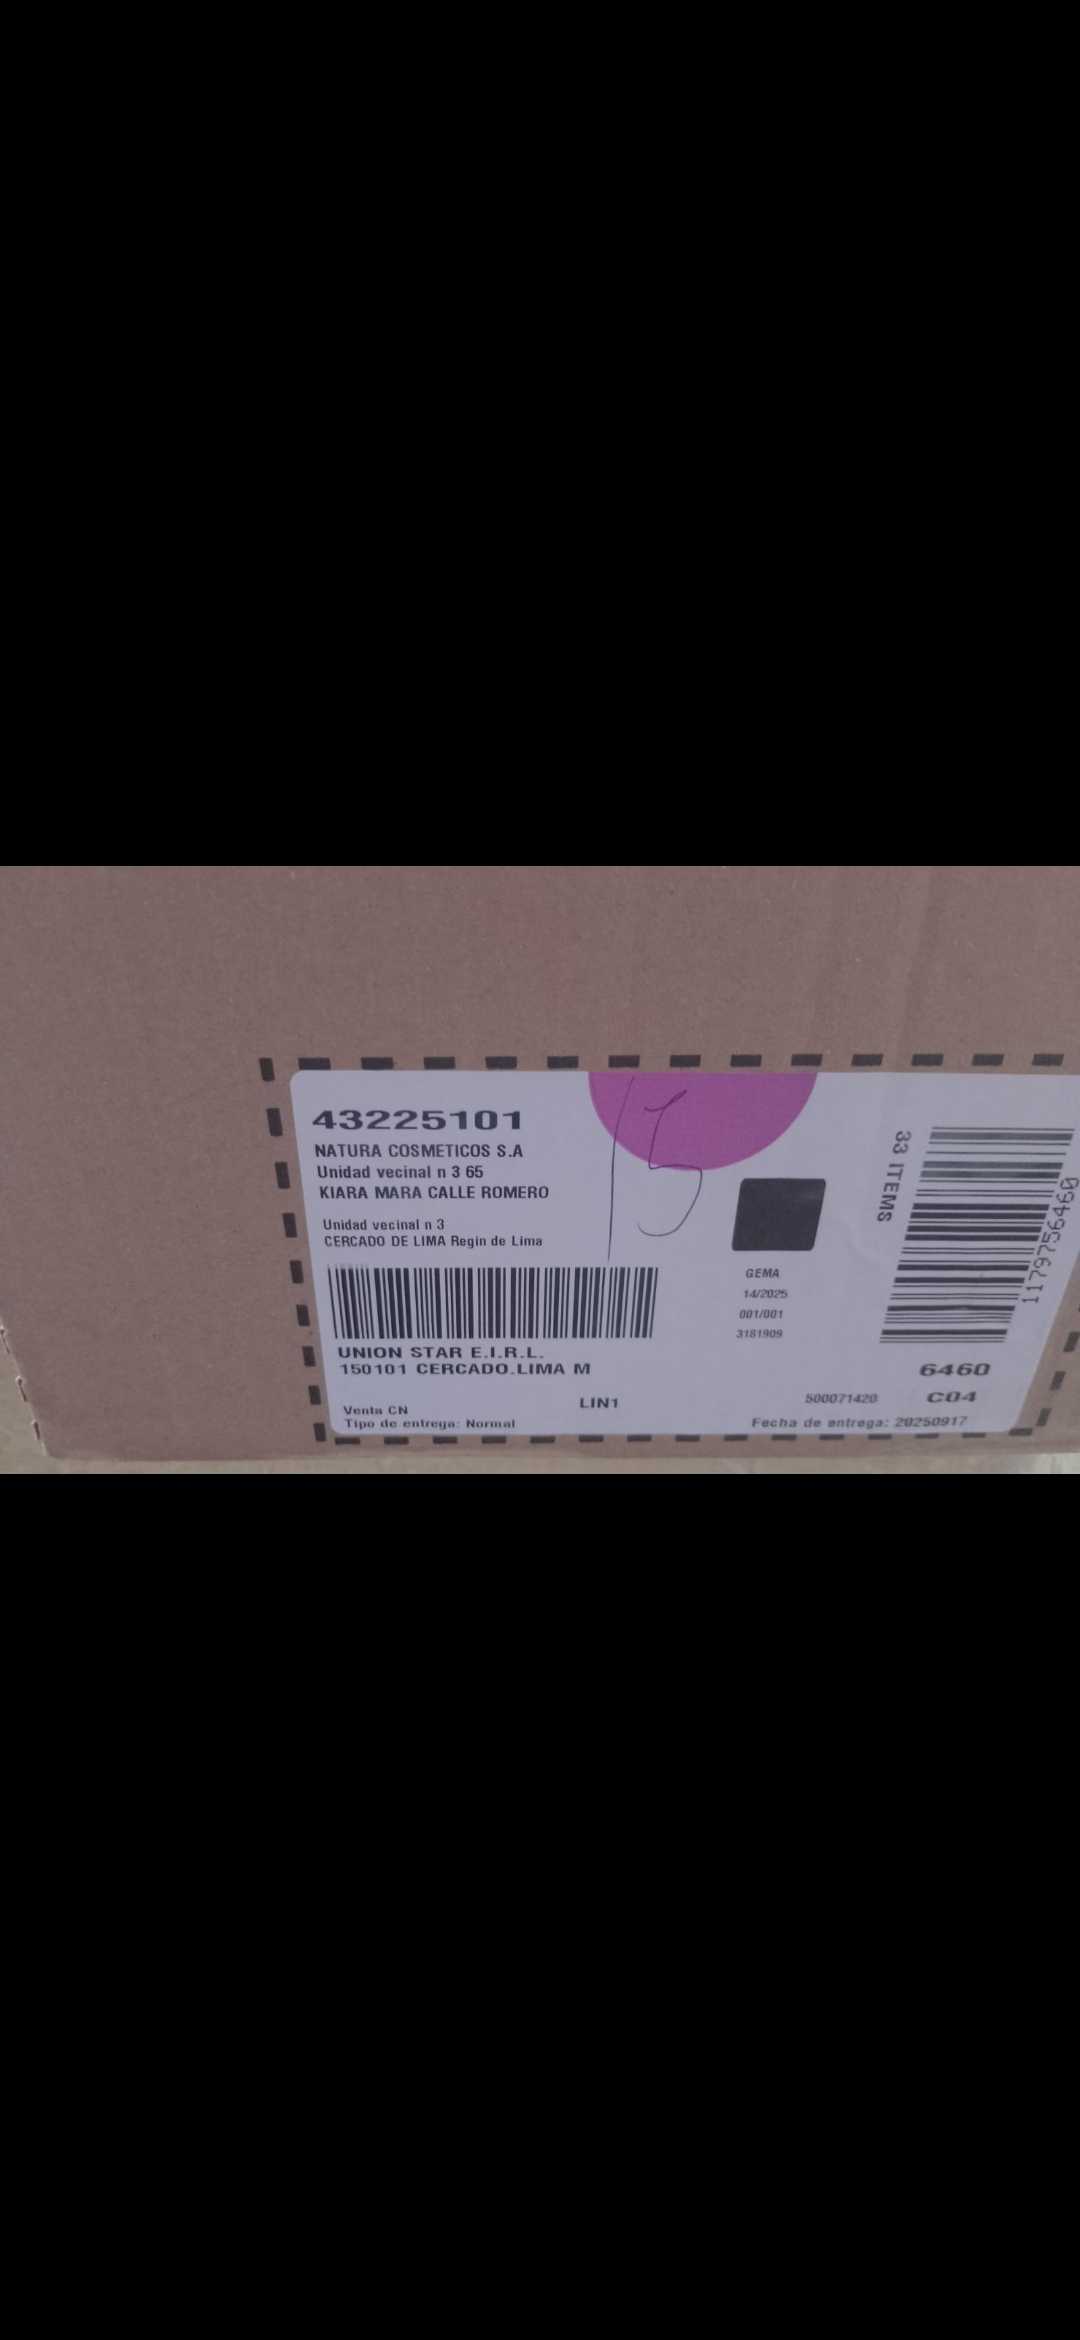 43225101
NATURA COSMETICOS S.A
Unidad vecinal n 3 65
KIARA MARA CALLE ROMERO
Unidad vecinal n 3
CERCADO DE LIMA Regin de Lima
UNION STAR E.I.R.L.
150101 CERCADO.LIMA M
Venta CN
Tipo de entrega: Normal
LIN1
15
GEMA
14/2025
001/001
3181909
33 ITEMS
1179756460
6460
500071420 C04
Fecha de entrega: 20250917